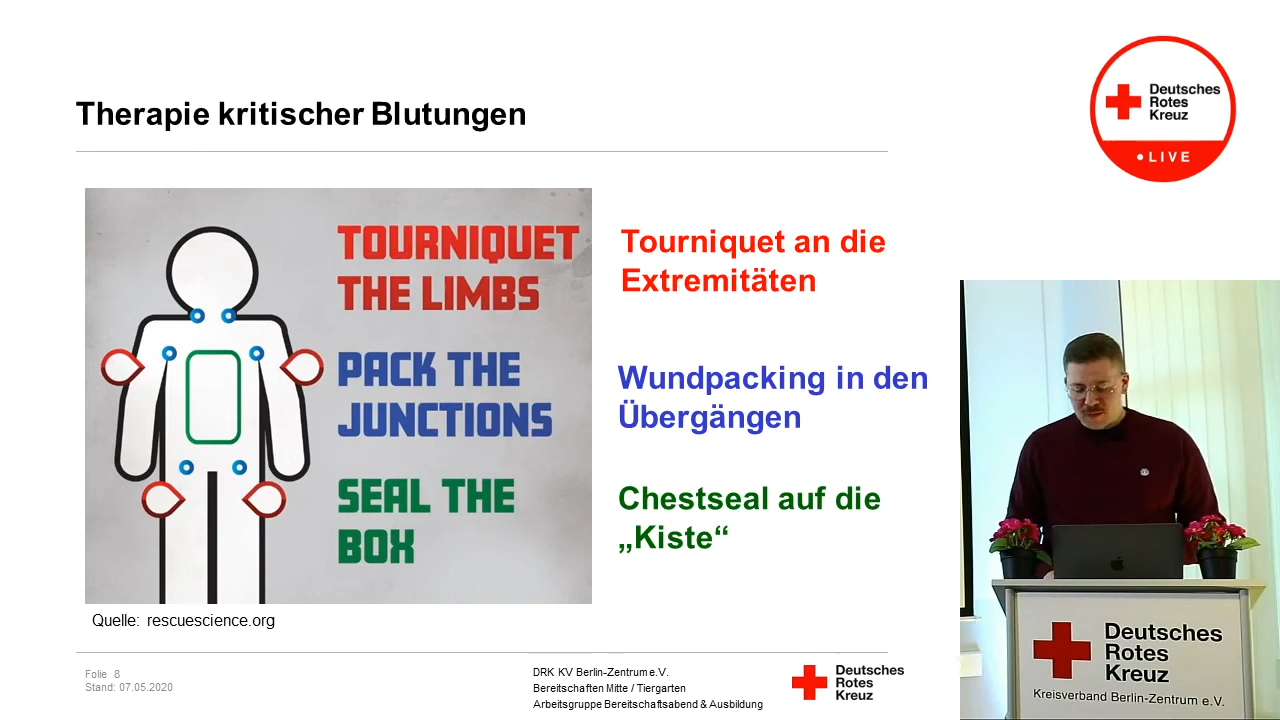 Therapie kritischer Blutungen
Deutsches
Rotes
Kreuz
LIVE
TOURNIQUET
THE LIMBS
PACK THE
JUNCTIONS
SEAL THE
BOX
Tourniquet an die
Extremitäten
Wundpacking in den
Übergängen
Chestseal auf die
„Kiste“
Quelle: rescuescience.org
Folie 8
Stand: 07.05.2020
DRK KV Berlin-Zentrum e.V.
Bereitschaften Mitte / Tiergarten
Arbeitsgruppe Bereitschaftsabend & Ausbildung
Deutsches
Rotes
Kreuz
Deutsches
Rotes
Kreuz
Kreisverband Berlin-Zentrum e.V.